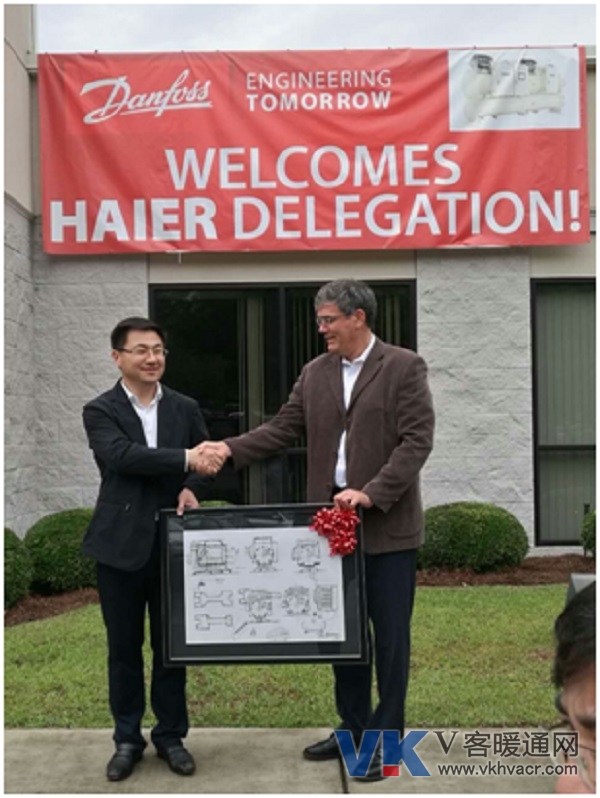 Danfoss
ENGINEERING
TOMORROW
WELCOMES
HAIER DELEGATION!
VK V客暖通网
www.vkhvacr.com